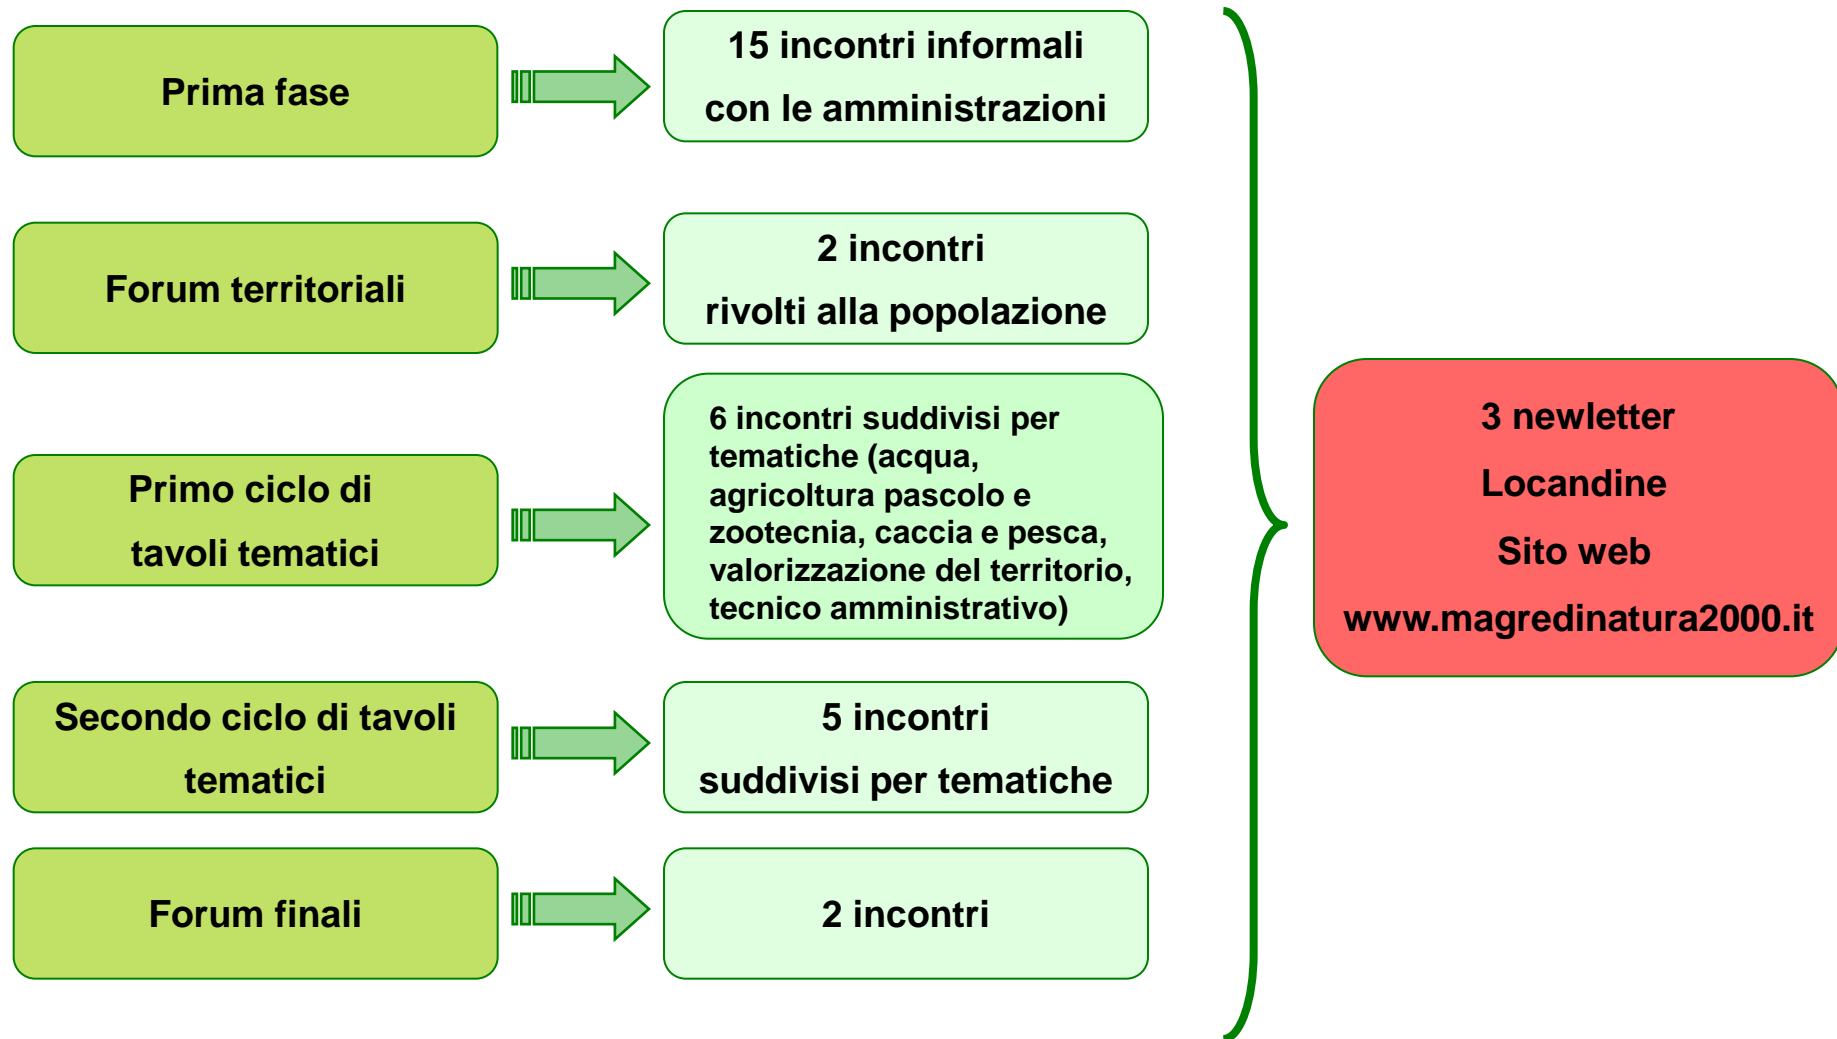 Prima fase
15 incontri informali
con le amministrazioni
Forum territoriali
2 incontri
rivolti alla popolazione
Primo ciclo di
tavoli tematici
6 incontri suddivisi per
tematiche (acqua,
agricoltura pascolo e
zootecnia, caccia e pesca,
valorizzazione del territorio,
tecnico amministrativo)
Secondo ciclo di tavoli
tematici
5 incontri
suddivisi per tematiche
Forum finali
2 incontri
3 newletter
Locandine
Sito web
www.magredinatura2000.it